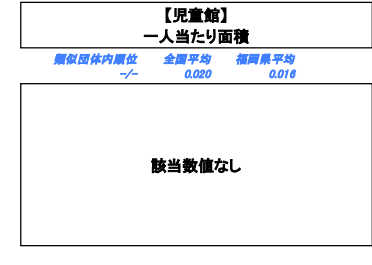 【児童館】
一人当たり面積
類似団体内順位 全国平均 福岡県平均
-/- 0.020 0.016
該当数値なし